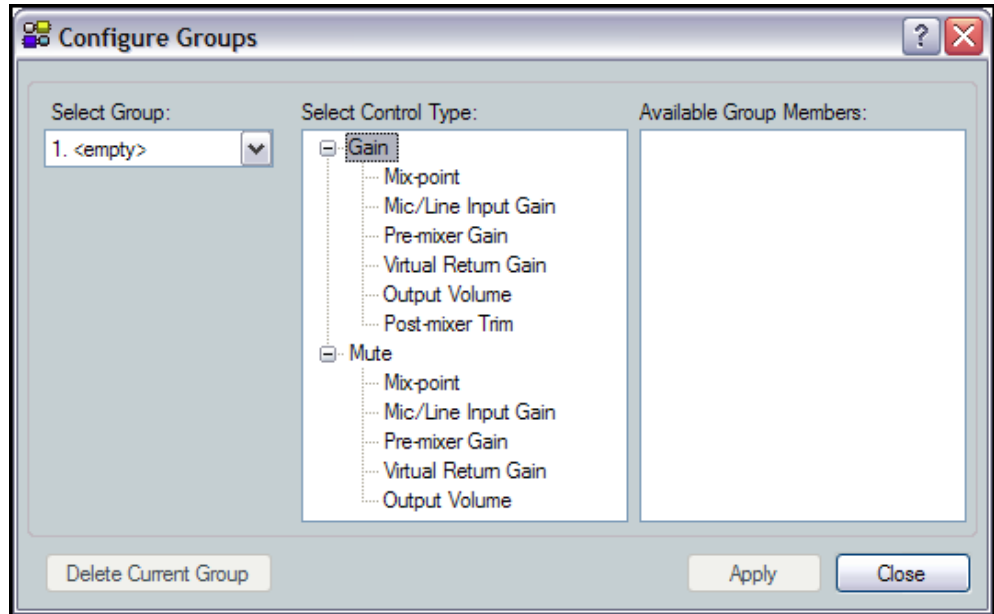 Configure Groups
Select Group:
1. <empty>
Select Control Type:
Gain
Mix-point
Mic/Line Input Gain
Pre-mixer Gain
Virtual Return Gain
Output Volume
Post-mixer Trim
Mute
Mix-point
Mic/Line Input Gain
Pre-mixer Gain
Virtual Return Gain
Output Volume
Available Group Members:
Delete Current Group
Apply
Close